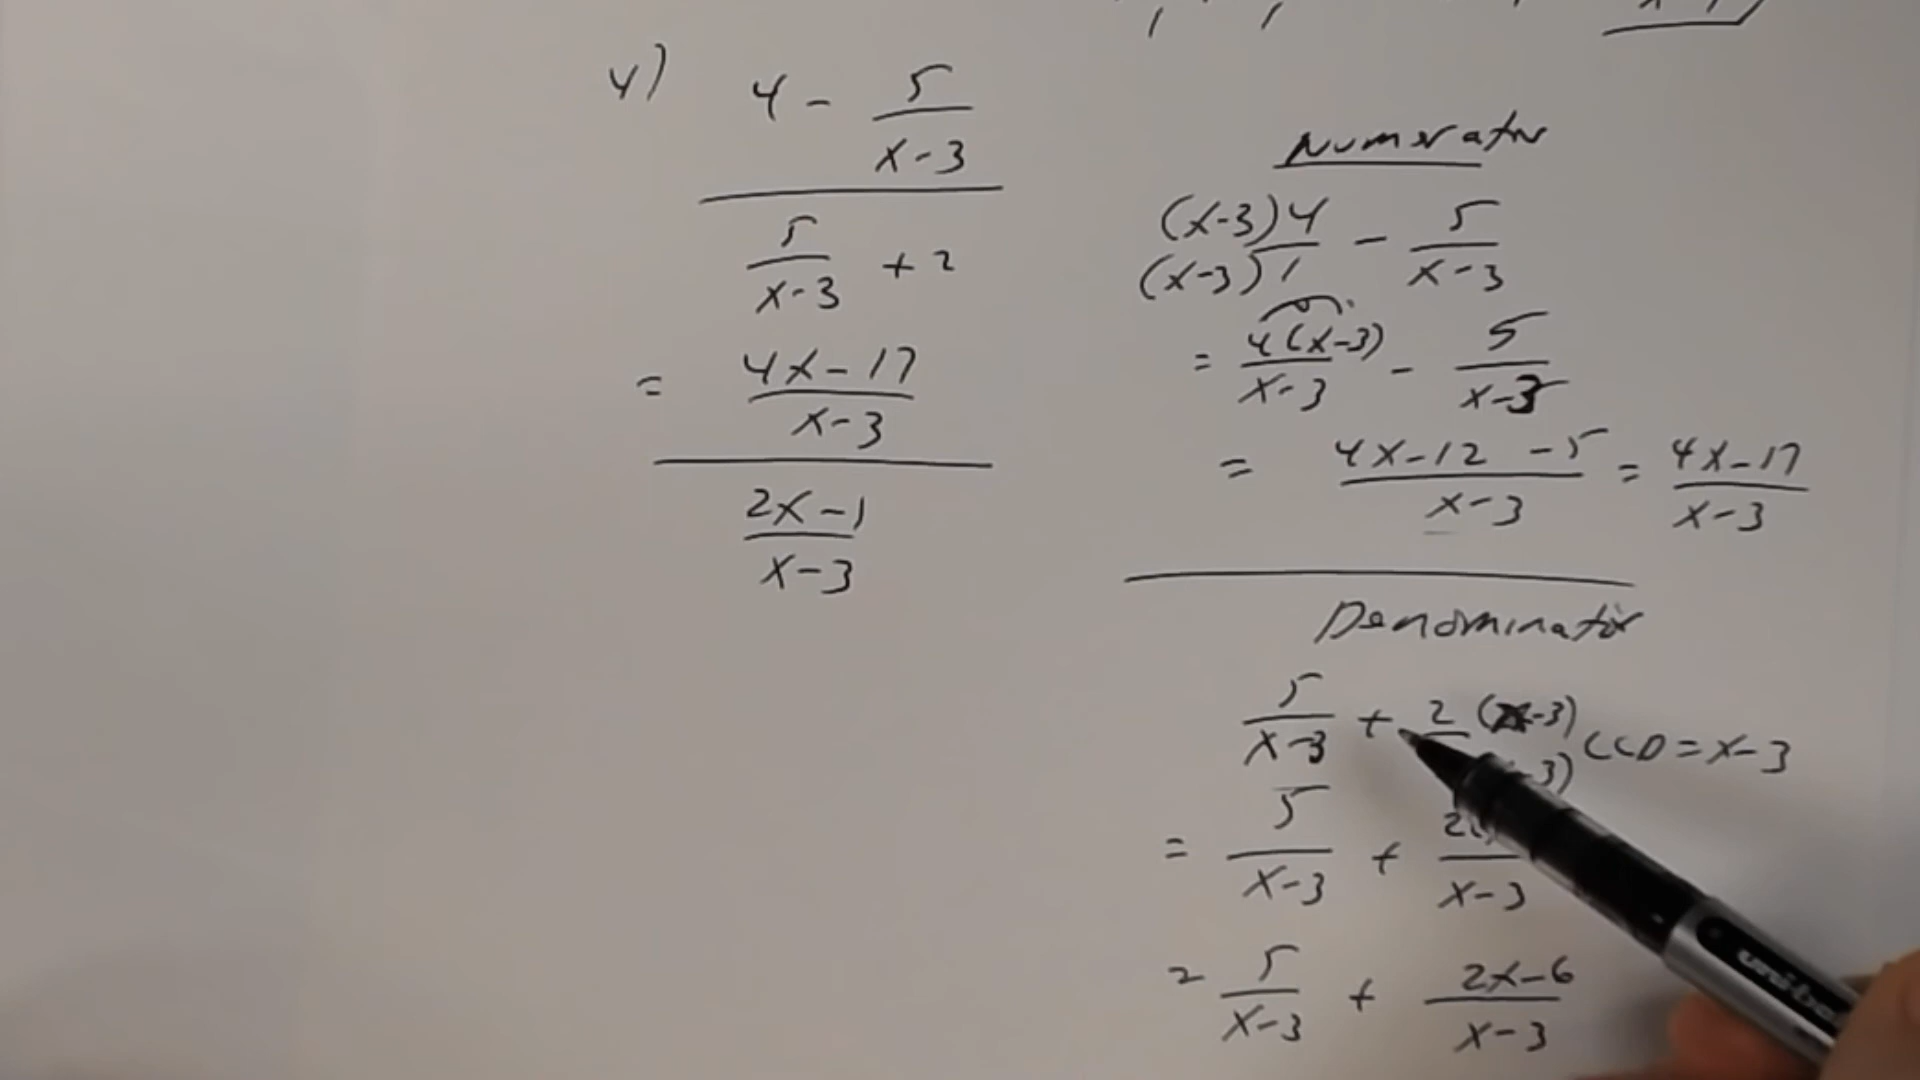 4) 4 - 5/(x-3)
5/(x-3) + 2
= (4x-17)/(x-3)
(2x-1)/(x-3)
Numerator
(x-3)4/(x-3)1 - 5/(x-3)
= 4(x-3)/(x-3) - 5/(x-3)
= (4x-12 -5)/(x-3) = (4x-17)/(x-3)
Denominator
5/(x-3) + 2(x-3) LCD = x-3
= 5/(x-3) + 2(/(x-3)
= 5/(x-3) + (2x-6)/(x-3)